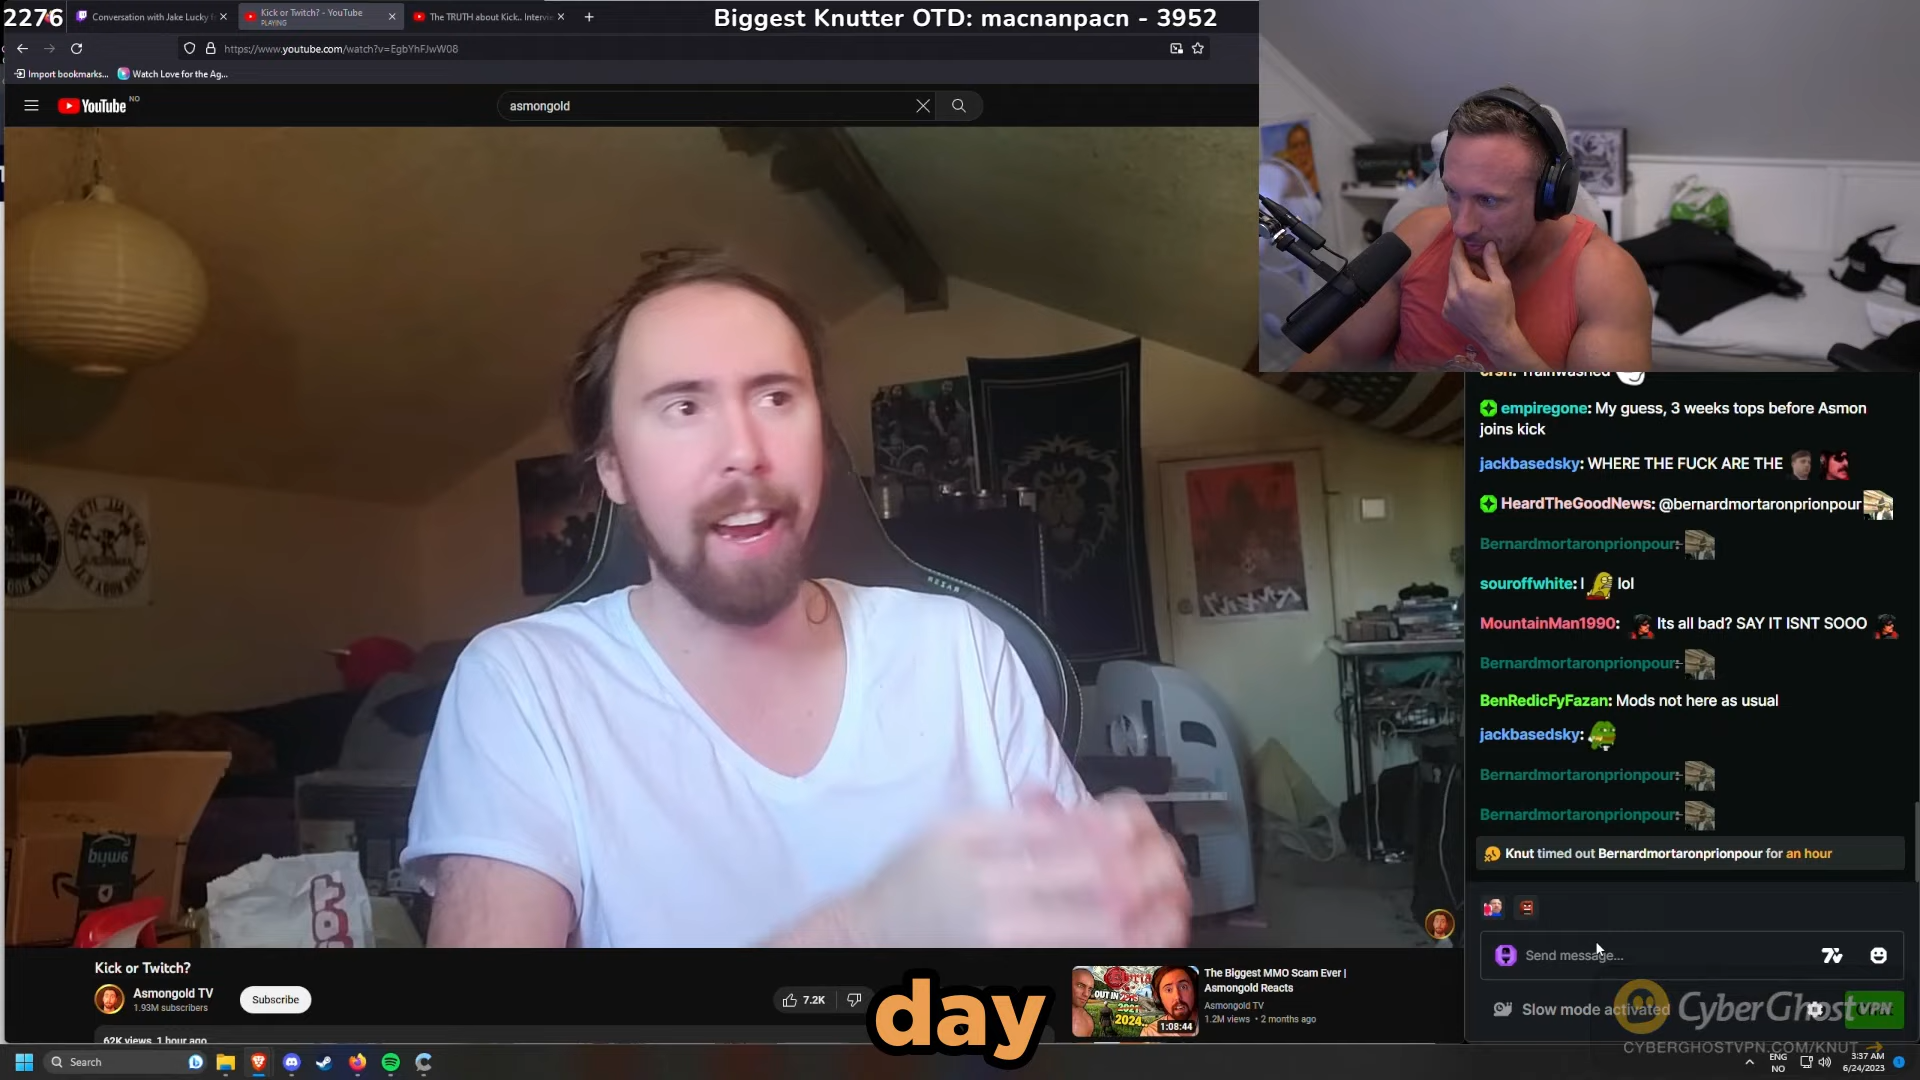 2276
Biggest Knutter OTD: macnanpacn - 3952
Conversation with Jake Lucky
Kick or Twitch? - YouTube
PLAYING
The TRUTH about Kick.. Intervi
https://www.youtube.com/watch?v=EgbYhFJwW08
Import bookmarks...
Watch Love for the Ag...
YouTube NO
asmongold
RAZER
empiregone: My guess, 3 weeks tops before Asmon
joins kick
jackbasedsky: WHERE THE FUCK ARE THE
HeardTheGoodNews: @bernardmortaronprionpour
Bernardmortaronprionpour:
souroffwhite: I lol
MountainMan1990: Its all bad? SAY IT ISNT SOOO
Bernardmortaronprionpour:
BenRedicFyFazan: Mods not here as usual
jackbasedsky:
Bernardmortaronprionpour:
Bernardmortaronprionpour:
Knut timed out Bernardmortaronprionpour for an hour
Send message...
Slow mode activated
CyberGhost VPN
CYBERGHOSTVPN.COM/KNUT
Kick or Twitch?
Asmongold TV
1.93M subscribers
Subscribe
7.2K
day
The Biggest MMO Scam Ever |
Asmongold Reacts
Asmongold TV
1.2M views • 2 months ago
OUT IN
2024..
1:08:44
62K views 1 hour ago
Search
ENG
NO
3:37 AM
6/24/2023